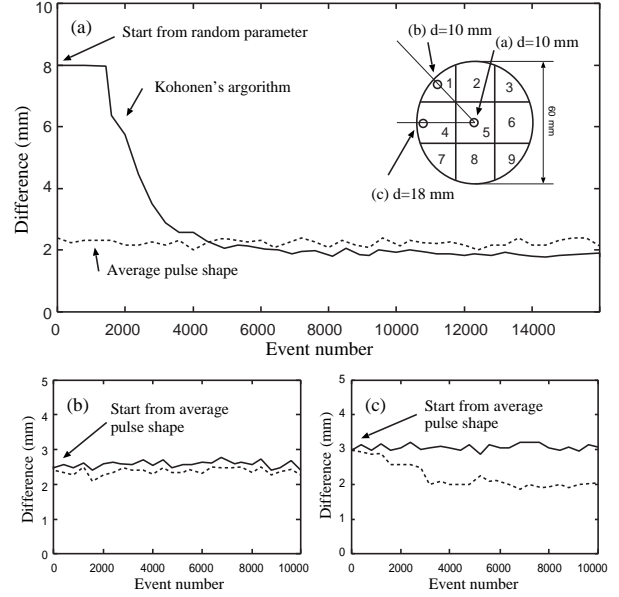 (a)
Start from random parameter
Kohonen's argorithm
Average pulse shape
(b) d=10 mm
(a) d=10 mm
(c) d=18 mm
60 mm
1 2 3
4 5 6
7 8 9
Difference (mm)
10
8
6
4
2
0
0 2000 4000 6000 8000 10000 12000 14000
Event number
(b)
Start from average
pulse shape
Difference (mm)
5
4
3
2
1
0
0 2000 4000 6000 8000 10000
Event number
(c)
Start from average
pulse shape
Difference (mm)
5
4
3
2
1
0
0 2000 4000 6000 8000 10000
Event number